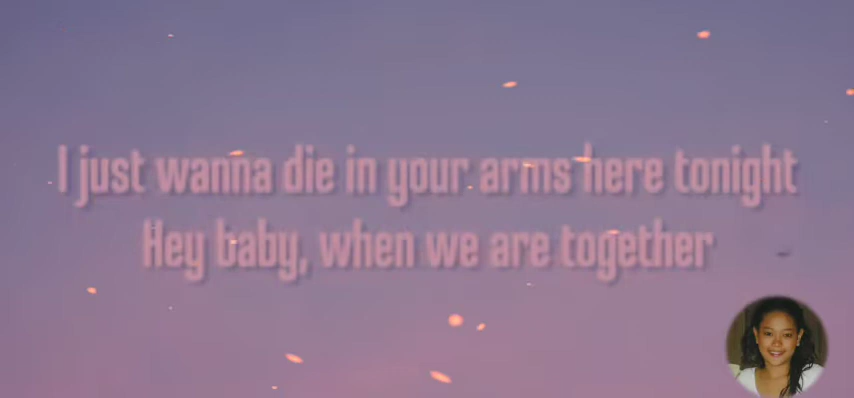 I just wanna die in your arms here tonight
Hey baby, when we are together